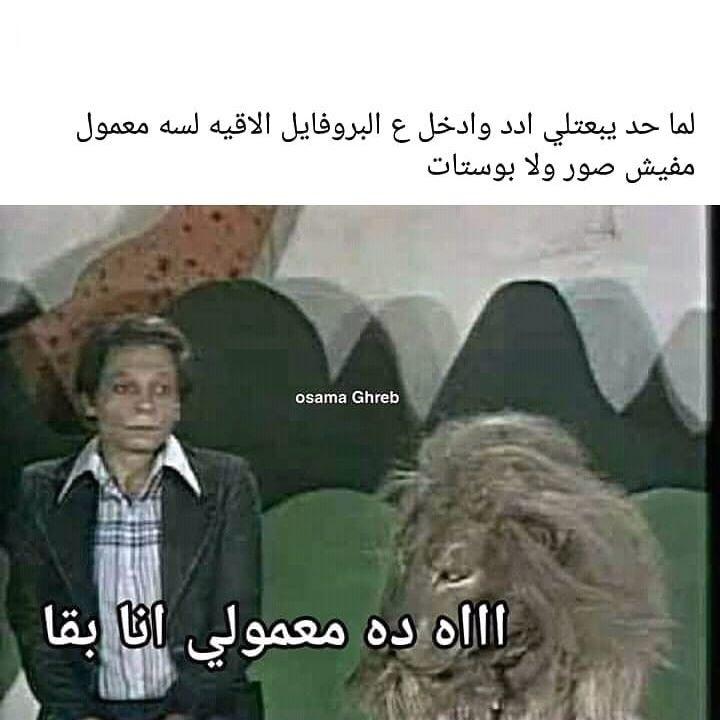 لما حد يبعتلي ادد وادخل ع البروفايل الاقيه لسه معمول
مفيش صور ولا بوستات
osama Ghreb
اااه ده معمولي انا بقا